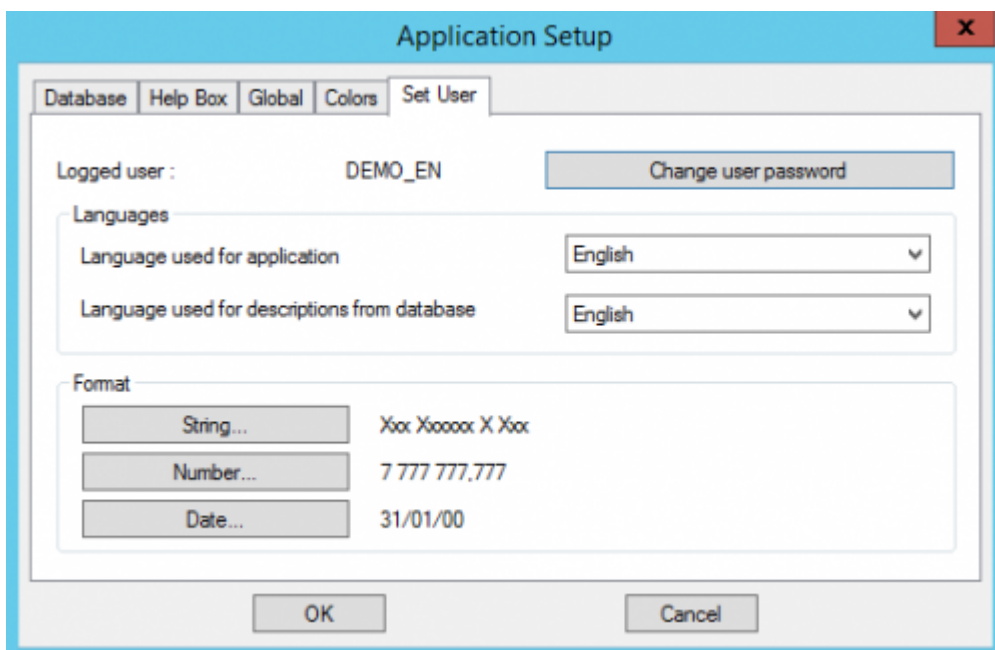 Application Setup
x
Database Help Box Global Colors Set User
Logged user : DEMO_EN Change user password
Languages
Language used for application English
Language used for descriptions from database English
Format
String... Xxx Xxxxxx X Xxx
Number... 7 777 777,777
Date... 31/01/00
OK Cancel